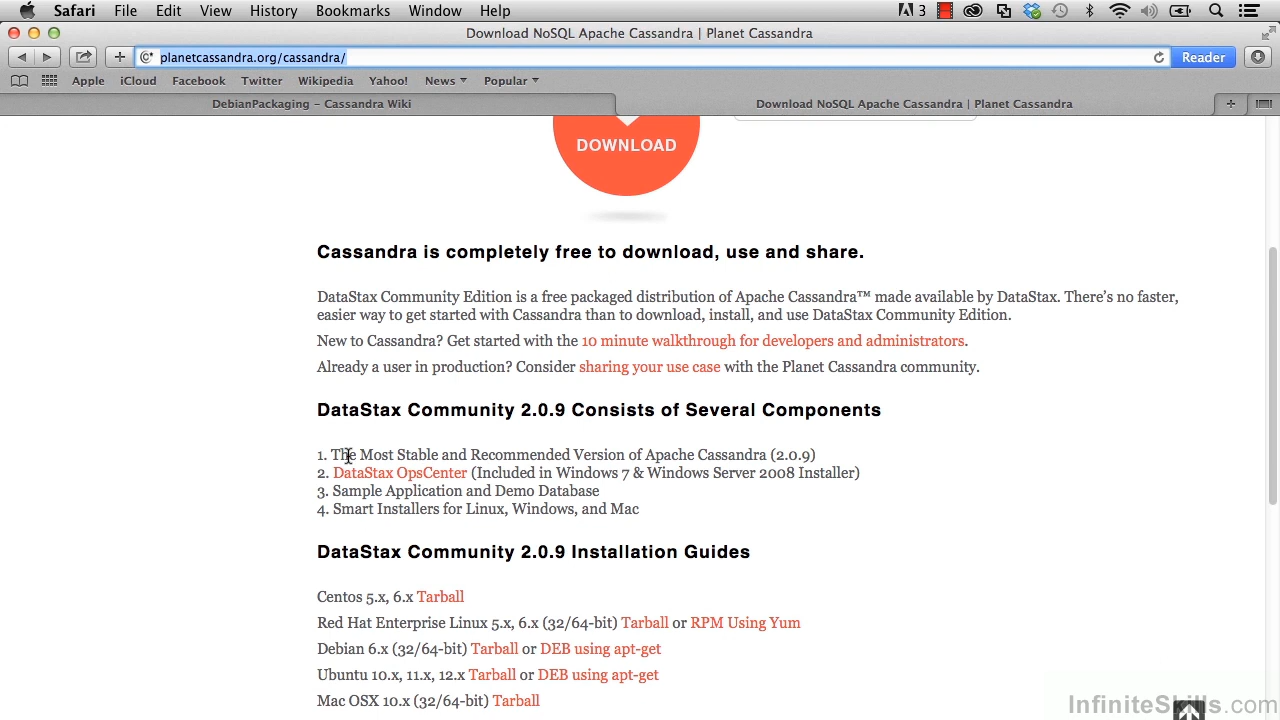 Safari File Edit View History Bookmarks Window Help 3
Download NoSQL Apache Cassandra | Planet Cassandra
planetcassandra.org/cassandra/ Reader
Apple iCloud Facebook Twitter Wikipedia Yahoo! News Popular
DebianPackaging – Cassandra Wiki Download NoSQL Apache Cassandra | Planet Cassandra
DOWNLOAD
Cassandra is completely free to download, use and share.
DataStax Community Edition is a free packaged distribution of Apache Cassandra™ made available by DataStax. There's no faster,
easier way to get started with Cassandra than to download, install, and use DataStax Community Edition.
New to Cassandra? Get started with the 10 minute walkthrough for developers and administrators.
Already a user in production? Consider sharing your use case with the Planet Cassandra community.
DataStax Community 2.0.9 Consists of Several Components
1. The Most Stable and Recommended Version of Apache Cassandra (2.0.9)
2. DataStax OpsCenter (Included in Windows 7 & Windows Server 2008 Installer)
3. Sample Application and Demo Database
4. Smart Installers for Linux, Windows, and Mac
DataStax Community 2.0.9 Installation Guides
Centos 5.x, 6.x Tarball
Red Hat Enterprise Linux 5.x, 6.x (32/64-bit) Tarball or RPM Using Yum
Debian 6.x (32/64-bit) Tarball or DEB using apt-get
Ubuntu 10.x, 11.x, 12.x Tarball or DEB using apt-get
Mac OSX 10.x (32/64-bit) Tarball
InfiniteSkills.com